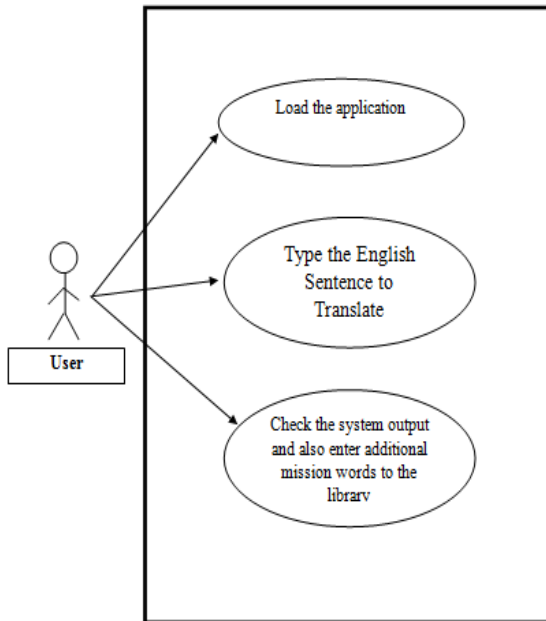 Load the application
Type the English
Sentence to
Translate
User
Check the system output
and also enter additional
mission words to the
library